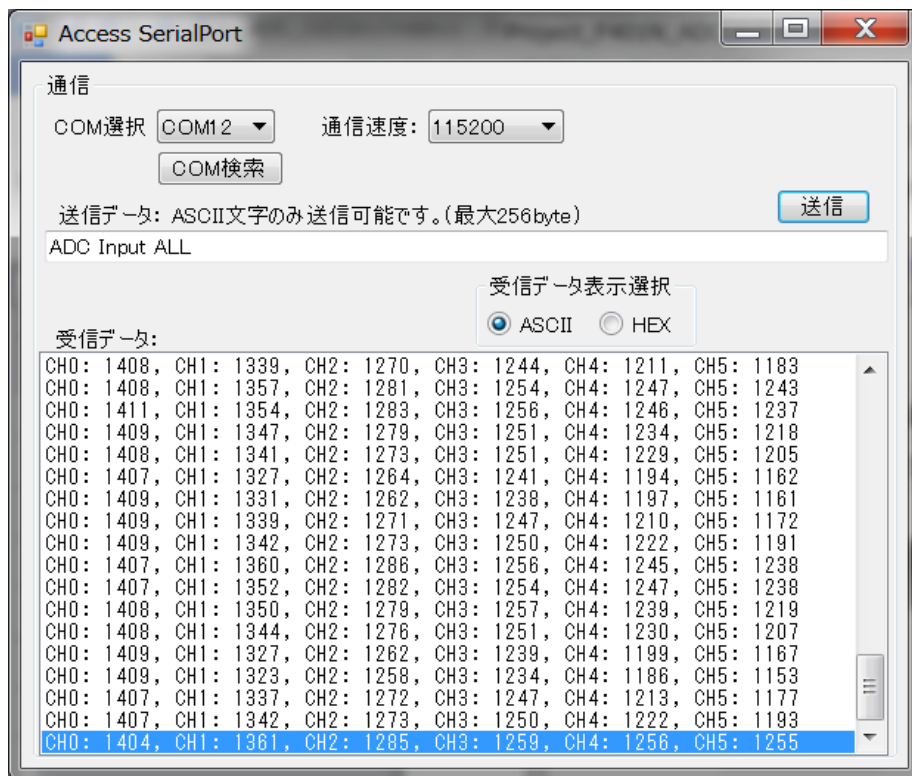 Access SerialPort
通信
COM選択 COM12 通信速度: 115200
COM検索
送信データ: ASCII文字のみ送信可能です。(最大256byte) 送信
ADC Input ALL
受信データ表示選択
ASCII HEX
受信データ:
CH0: 1408, CH1: 1339, CH2: 1270, CH3: 1244, CH4: 1211, CH5: 1183
CH0: 1408, CH1: 1357, CH2: 1281, CH3: 1254, CH4: 1247, CH5: 1243
CH0: 1411, CH1: 1354, CH2: 1283, CH3: 1256, CH4: 1246, CH5: 1237
CH0: 1409, CH1: 1347, CH2: 1279, CH3: 1251, CH4: 1234, CH5: 1218
CH0: 1408, CH1: 1341, CH2: 1273, CH3: 1251, CH4: 1229, CH5: 1205
CH0: 1407, CH1: 1327, CH2: 1264, CH3: 1241, CH4: 1194, CH5: 1162
CH0: 1409, CH1: 1331, CH2: 1262, CH3: 1238, CH4: 1197, CH5: 1161
CH0: 1409, CH1: 1339, CH2: 1271, CH3: 1247, CH4: 1210, CH5: 1172
CH0: 1409, CH1: 1342, CH2: 1273, CH3: 1250, CH4: 1222, CH5: 1191
CH0: 1407, CH1: 1360, CH2: 1286, CH3: 1256, CH4: 1245, CH5: 1238
CH0: 1407, CH1: 1352, CH2: 1282, CH3: 1254, CH4: 1247, CH5: 1238
CH0: 1408, CH1: 1350, CH2: 1279, CH3: 1257, CH4: 1239, CH5: 1219
CH0: 1408, CH1: 1344, CH2: 1276, CH3: 1251, CH4: 1230, CH5: 1207
CH0: 1409, CH1: 1327, CH2: 1262, CH3: 1239, CH4: 1199, CH5: 1167
CH0: 1409, CH1: 1323, CH2: 1258, CH3: 1234, CH4: 1186, CH5: 1153
CH0: 1407, CH1: 1337, CH2: 1272, CH3: 1247, CH4: 1213, CH5: 1177
CH0: 1407, CH1: 1342, CH2: 1273, CH3: 1250, CH4: 1222, CH5: 1193
CH0: 1404, CH1: 1361, CH2: 1285, CH3: 1259, CH4: 1256, CH5: 1255